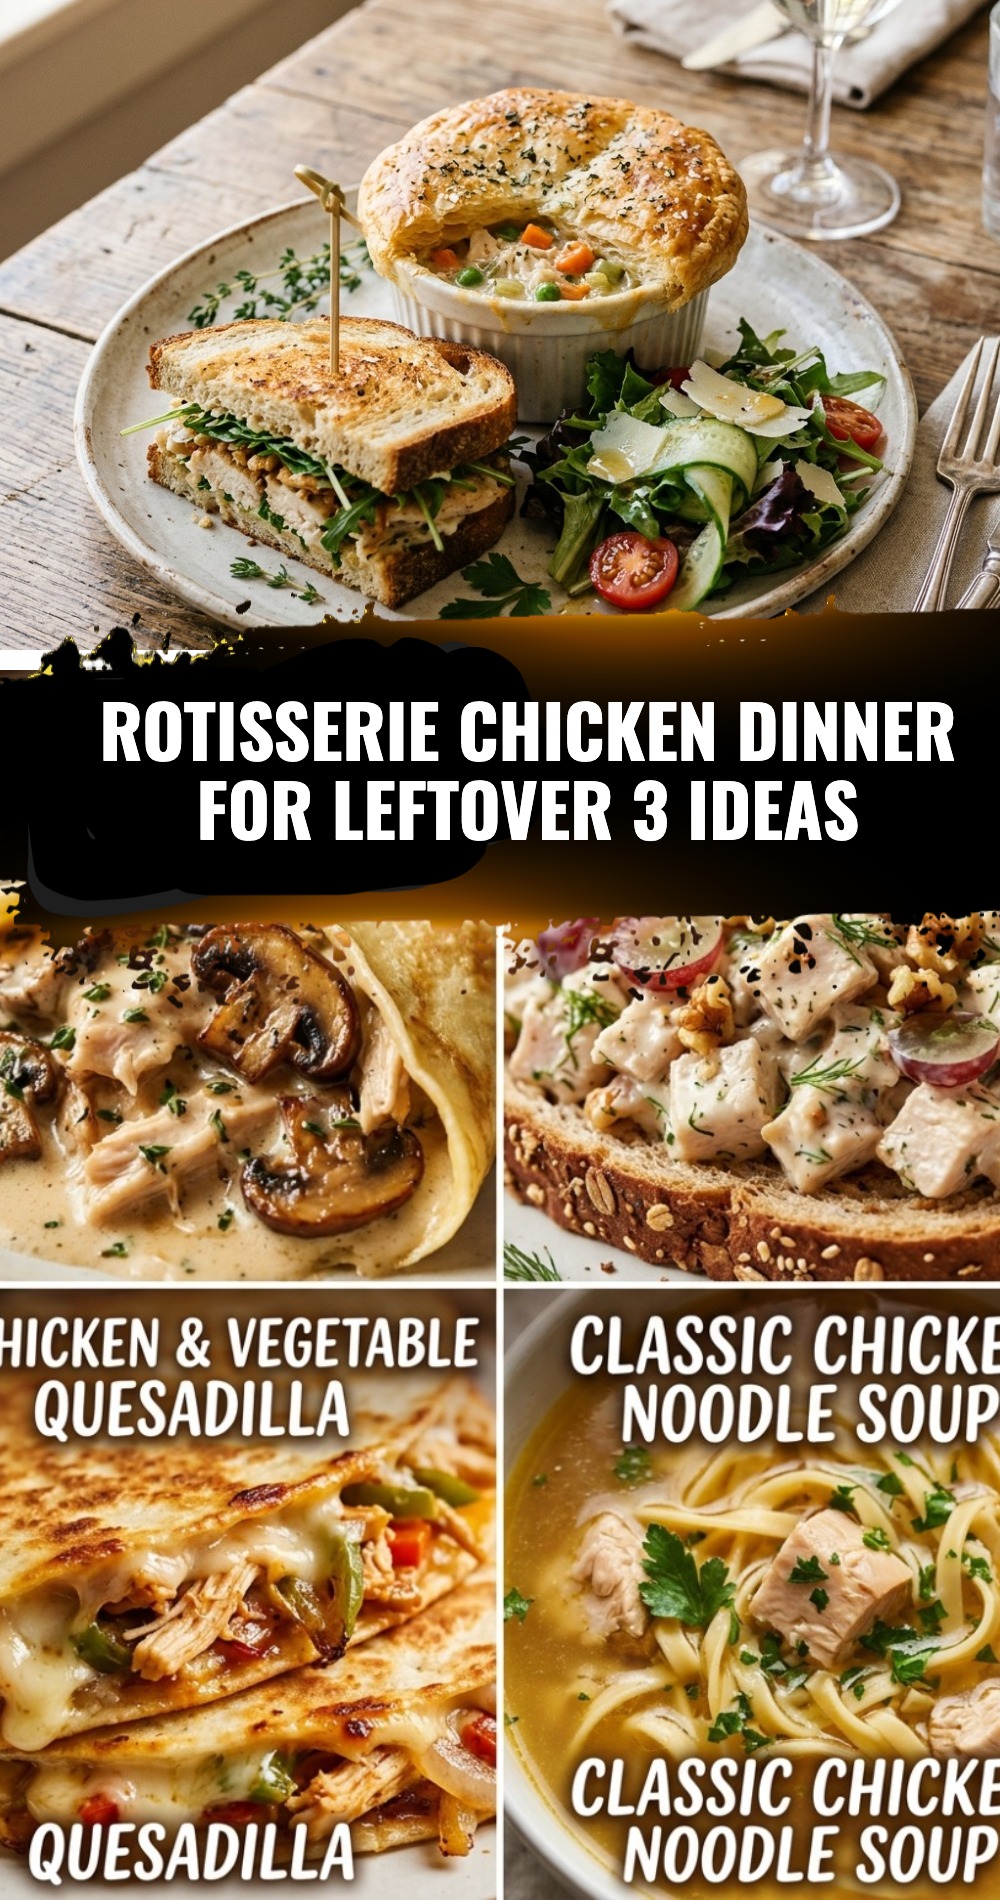 ROTISSERIE CHICKEN DINNER
FOR LEFTOVER 3 IDEAS
HICKEN & VEGETABLE
QUESADILLA
CLASSIC CHICKE
NOODLE SOUP
QUESADILLA
CLASSIC CHICKE
NOODLE SOUP